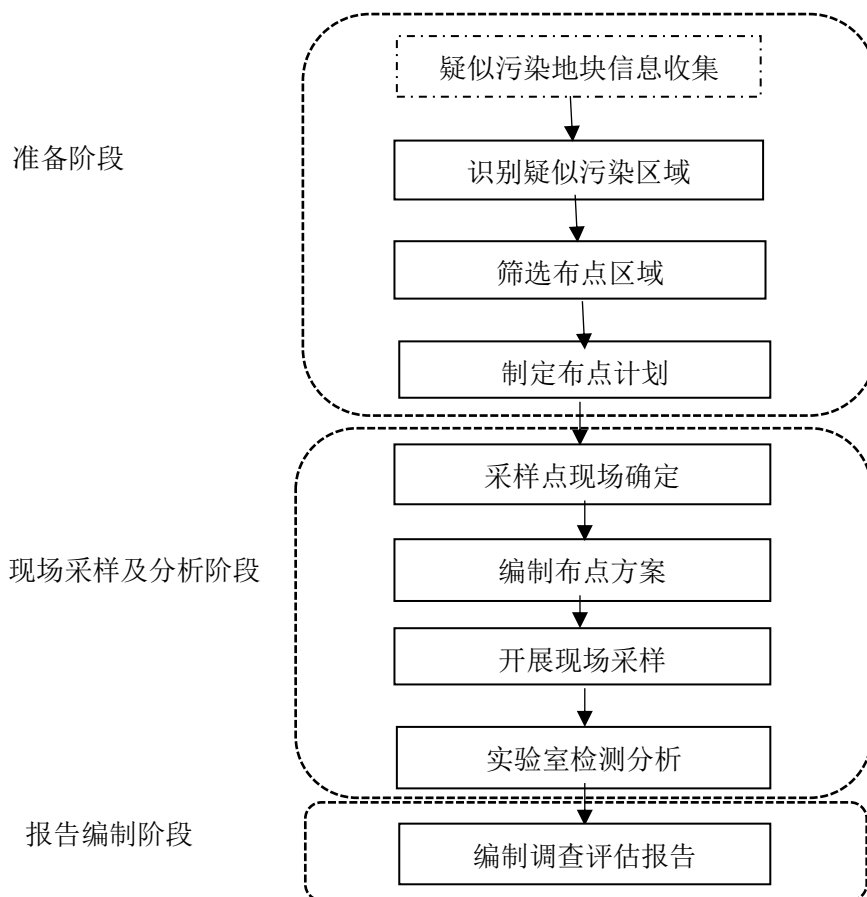 疑似污染地块信息收集
准备阶段
识别疑似污染区域
筛选布点区域
制定布点计划
采样点现场确定
现场采样及分析阶段
编制布点方案
开展现场采样
实验室检测分析
报告编制阶段
编制调查评估报告